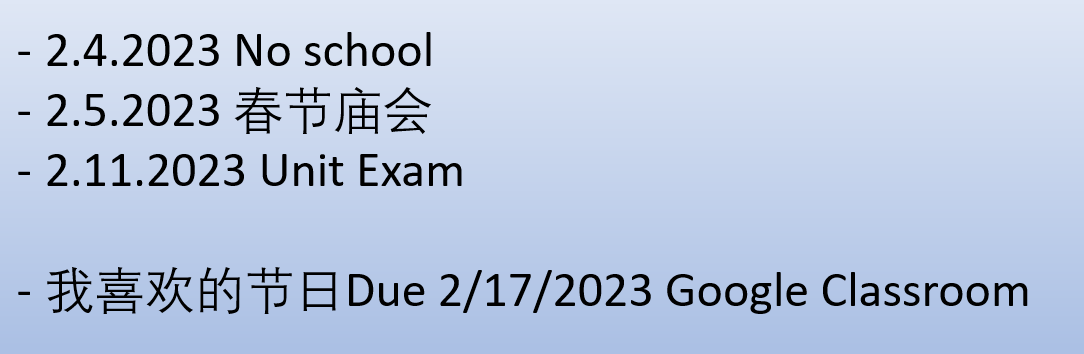 - 2.4.2023 No school
- 2.5.2023 春节庙会
- 2.11.2023 Unit Exam
- 我喜欢的节日Due 2/17/2023 Google Classroom